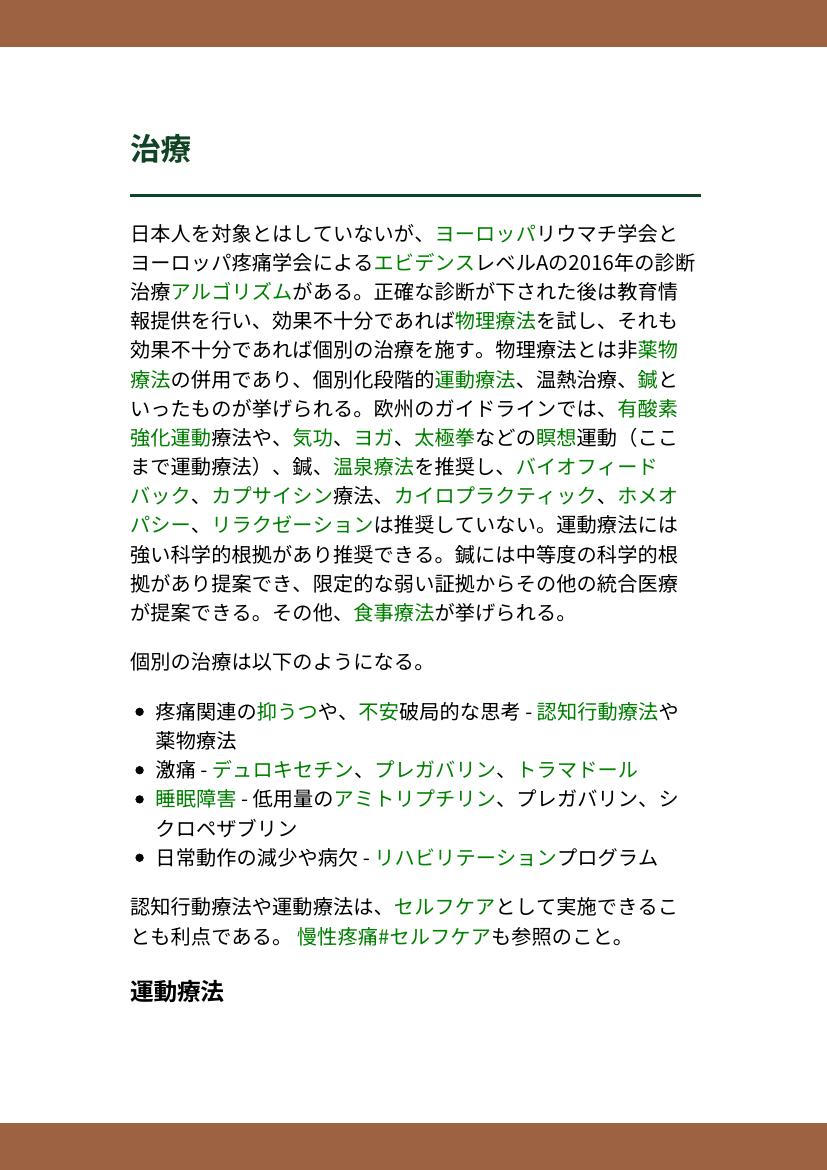 治療
日本人を対象とはしていないが、ヨーロッパリウマチ学会と
ヨーロッパ疼痛学会によるエビデンスレベルAの2016年の診断
治療アルゴリズムがある。正確な診断が下された後は教育情
報提供を行い、効果不十分であれば物理療法を試し、それも
効果不十分であれば個別の治療を施す。物理療法とは非薬物
療法の併用であり、個別化段階的運動療法、温熱治療、鍼と
いったものが挙げられる。欧州のガイドラインでは、有酸素
強化運動療法や、気功、ヨガ、太極拳などの瞑想運動（ここ
まで運動療法）、鍼、温泉療法を推奨し、バイオフィード
バック、カプサイシン療法、カイロプラクティック、ホメオ
パシー、リラクゼーションは推奨していない。運動療法には
強い科学的根拠があり推奨できる。鍼には中等度の科学的根
拠があり提案でき、限定的な弱い証拠からその他の統合医療
が提案できる。その他、食事療法が挙げられる。
個別の治療は以下のようになる。
• 疼痛関連の抑うつや、不安破局的な思考 - 認知行動療法や
薬物療法
• 激痛 - デュロキセチン、プレガバリン、トラマドール
• 睡眠障害 - 低用量のアミトリプチリン、プレガバリン、シ
クロペザブリン
• 日常動作の減少や病欠 - リハビリテーションプログラム
認知行動療法や運動療法は、セルフケアとして実施できるこ
とも利点である。 慢性疼痛#セルフケアも参照のこと。
運動療法